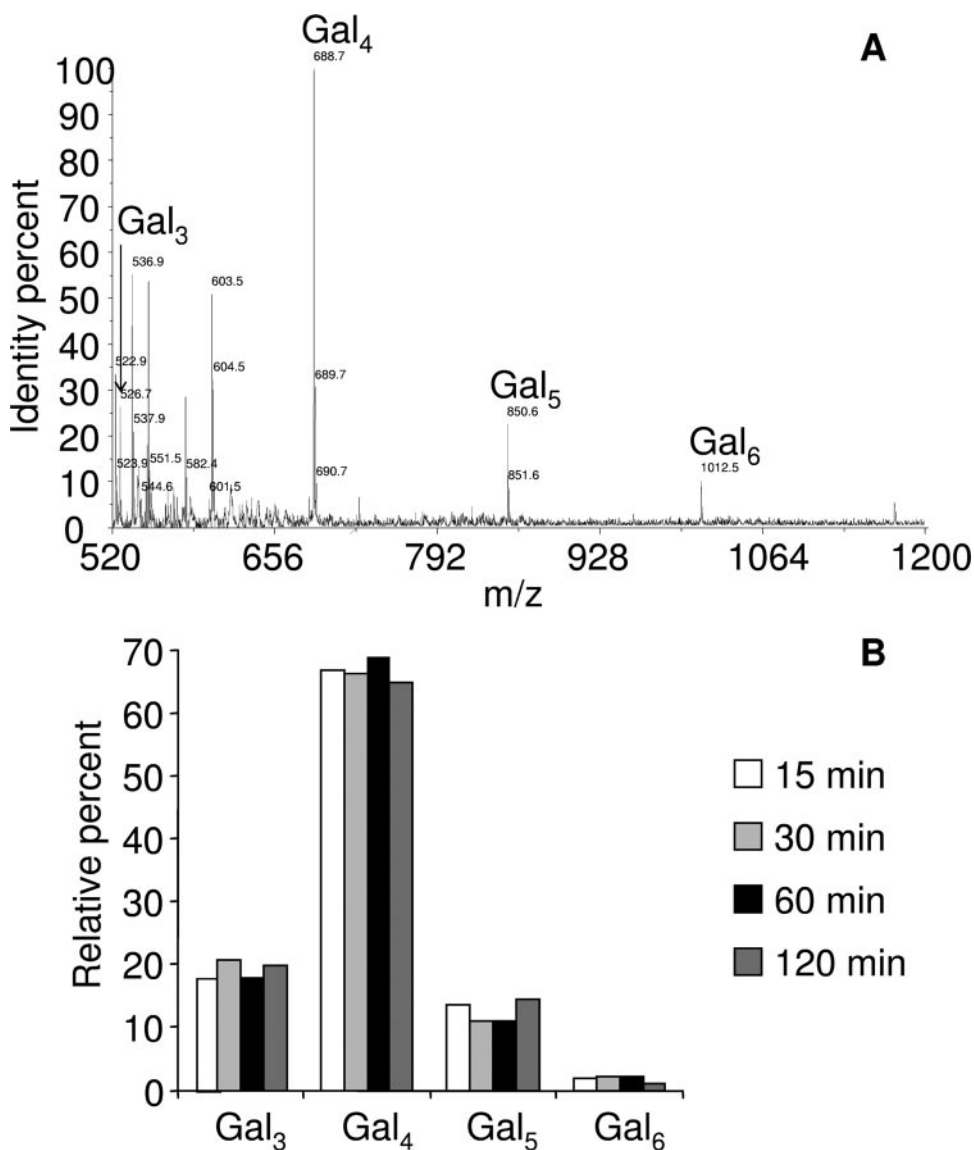 A
Gal₄
688.7
100
90
80
70
60
50
40
30
20
10
0
Identity percent
Gal₃
536.9
603.5
522.9
604.5
526.7
689.7
537.9
Gal₅
850.6
523.9
551.5
582.4
690.7
851.6
Gal₆
1012.5
544.6
601.5
520 656 792 928 1064 1200
m/z
B
70
60
50
40
30
20
10
0
Relative percent
15 min
30 min
60 min
120 min
Gal₃ Gal₄ Gal₅ Gal₆